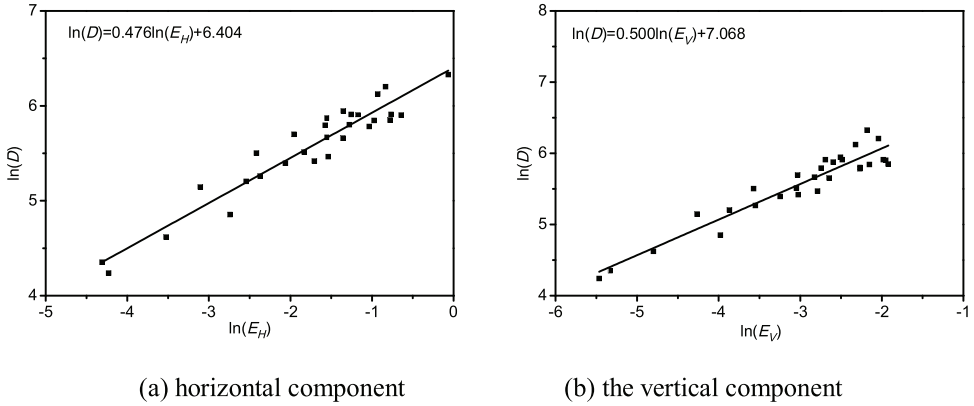 ln(D)=0.476ln(E_H)+6.404
7
6
5
4
ln(D)
-5 -4 -3 -2 -1 0
ln(E_H)
(a) horizontal component
ln(D)=0.500ln(E_V)+7.068
8
7
6
5
4
ln(D)
-6 -5 -4 -3 -2 -1
ln(E_V)
(b) the vertical component